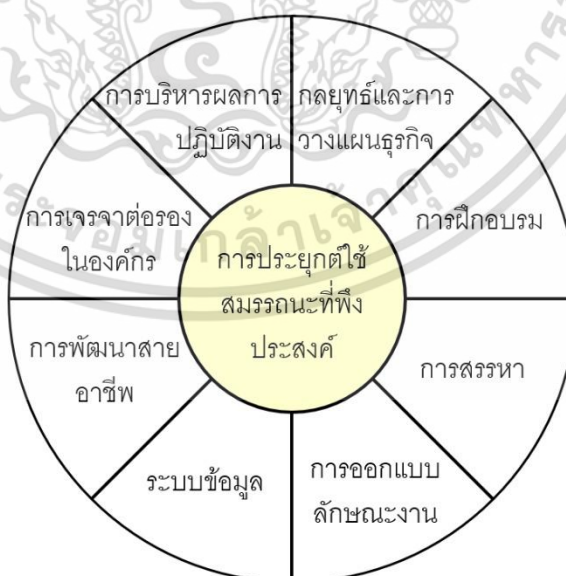 การบริหารผลการ
ปฏิบัติงาน
กลยุทธ์และการ
วางแผนธุรกิจ
การฝึกอบรม
การสรรหา
การออกแบบ
ลักษณะงาน
ระบบข้อมูล
การพัฒนาสาย
อาชีพ
การเจรจาต่อรอง
ในองค์กร
การประยุกต์ใช้
สมรรถนะที่พึง
ประสงค์